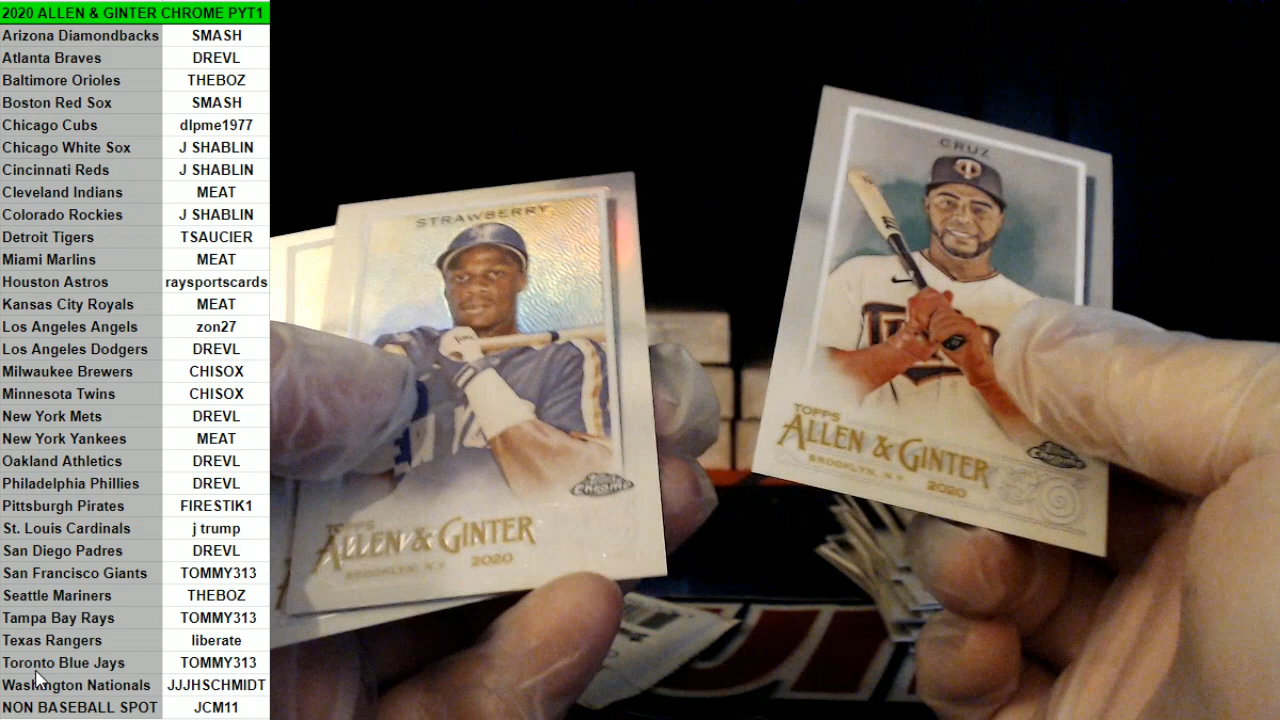 2020 ALLEN & GINTER CHROME PYT1
Arizona Diamondbacks SMASH
Atlanta Braves DREVL
Baltimore Orioles THEBOZ
Boston Red Sox SMASH
Chicago Cubs dlpme1977
Chicago White Sox J SHABLIN
Cincinnati Reds J SHABLIN
Cleveland Indians MEAT
Colorado Rockies J SHABLIN
Detroit Tigers TSAUCIER
Miami Marlins MEAT
Houston Astros raysportscards
Kansas City Royals MEAT
Los Angeles Angels zon27
Los Angeles Dodgers DREVL
Milwaukee Brewers CHISOX
Minnesota Twins CHISOX
New York Mets DREVL
New York Yankees MEAT
Oakland Athletics DREVL
Philadelphia Phillies DREVL
Pittsburgh Pirates FIRESTIK1
St. Louis Cardinals j trump
San Diego Padres DREVL
San Francisco Giants TOMMY313
Seattle Mariners THEBOZ
Tampa Bay Rays TOMMY313
Texas Rangers liberate
Toronto Blue Jays TOMMY313
Washington Nationals JJJHSCHMIDT
NON BASEBALL SPOT JCM11
STRAWBERRY
Topps Chrome
TOPPS
ALLEN & GINTER
BROOKLYN, N.Y. 2020
CRUZ
TOPPS
ALLEN & GINTER
BROOKLYN, N.Y. 2020
Topps Chrome